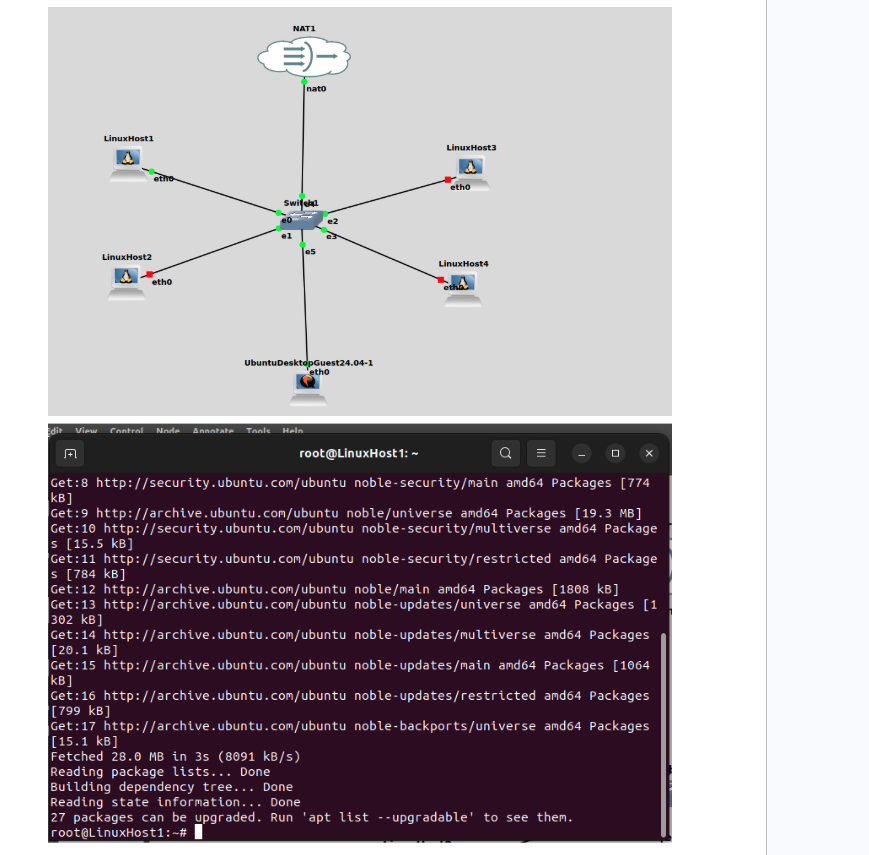 NAT1
nat0
LinuxHost1
eth0
LinuxHost3
eth0
Switch1
e4
e0
e2
e1
e3
e5
LinuxHost2
eth0
LinuxHost4
eth0
UbuntuDesktopGuest24.04-1
eth0
Edit View Control Node Annotate Tools Help
root@LinuxHost1: ~
Get:8 http://security.ubuntu.com/ubuntu noble-security/main amd64 Packages [774
kB]
Get:9 http://archive.ubuntu.com/ubuntu noble/universe amd64 Packages [19.3 MB]
Get:10 http://security.ubuntu.com/ubuntu noble-security/multiverse amd64 Package
s [15.5 kB]
Get:11 http://security.ubuntu.com/ubuntu noble-security/restricted amd64 Package
s [784 kB]
Get:12 http://archive.ubuntu.com/ubuntu noble/main amd64 Packages [1808 kB]
Get:13 http://archive.ubuntu.com/ubuntu noble-updates/universe amd64 Packages [1
302 kB]
Get:14 http://archive.ubuntu.com/ubuntu noble-updates/multiverse amd64 Packages
[20.1 kB]
Get:15 http://archive.ubuntu.com/ubuntu noble-updates/main amd64 Packages [1064
kB]
Get:16 http://archive.ubuntu.com/ubuntu noble-updates/restricted amd64 Packages
[799 kB]
Get:17 http://archive.ubuntu.com/ubuntu noble-backports/universe amd64 Packages
[15.1 kB]
Fetched 28.0 MB in 3s (8091 kB/s)
Reading package lists... Done
Building dependency tree... Done
Reading state information... Done
27 packages can be upgraded. Run 'apt list --upgradable' to see them.
root@LinuxHost1:~#